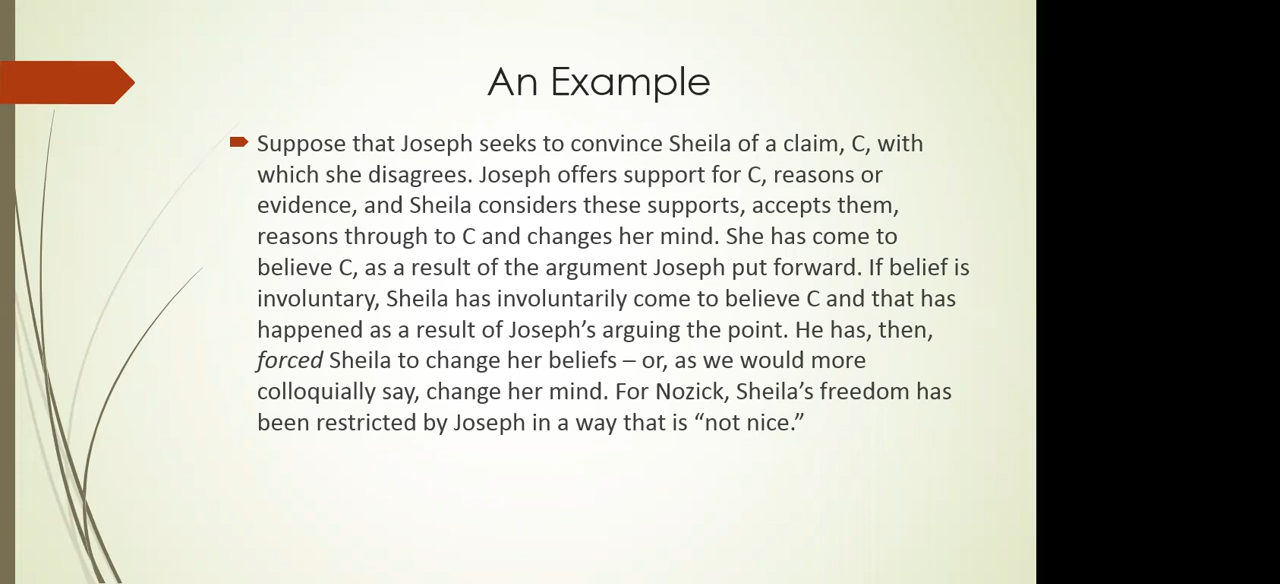 An Example
Suppose that Joseph seeks to convince Sheila of a claim, C, with
which she disagrees. Joseph offers support for C, reasons or
evidence, and Sheila considers these supports, accepts them,
reasons through to C and changes her mind. She has come to
believe C, as a result of the argument Joseph put forward. If belief is
involuntary, Sheila has involuntarily come to believe C and that has
happened as a result of Joseph’s arguing the point. He has, then,
forced Sheila to change her beliefs – or, as we would more
colloquially say, change her mind. For Nozick, Sheila’s freedom has
been restricted by Joseph in a way that is “not nice.”